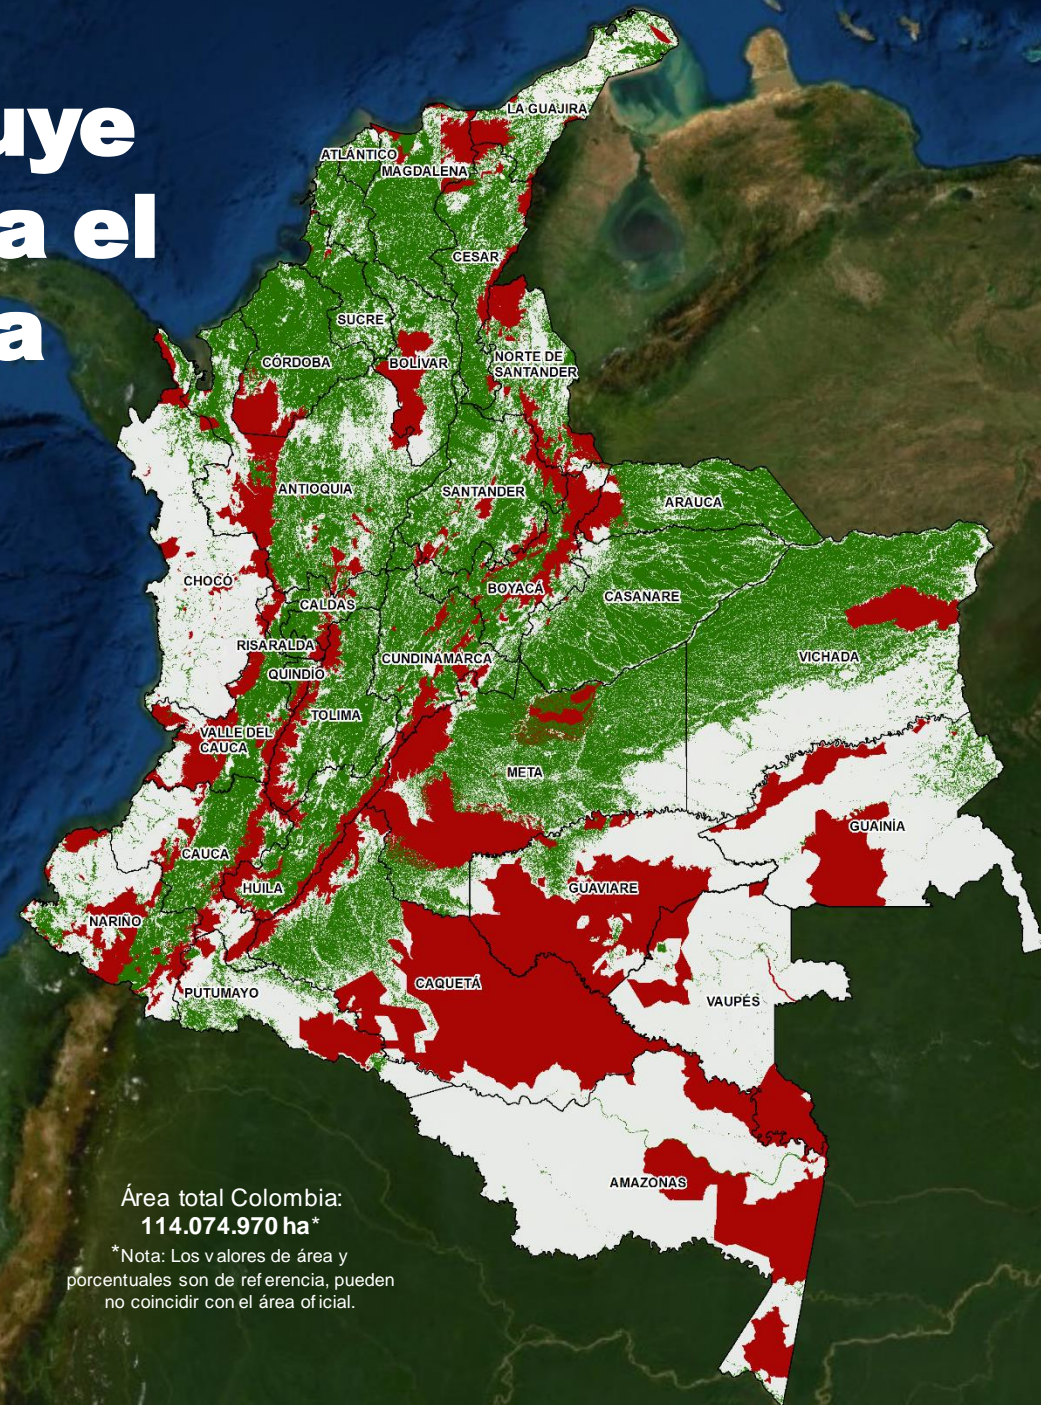 uye
a el
a
LA GUAJIRA
ATLÁNTICO
MAGDALENA
CESAR
SUCRE
CÓRDOBA
BOLÍVAR
NORTE DE
SANTANDER
ANTIOQUIA
SANTANDER
ARAUCA
CHOCÓ
BOYACÁ
CASANARE
CALDAS
RISARALDA
CUNDINAMARCA
VICHADA
QUINDÍO
TOLIMA
VALLE DEL
CAUCA
META
GUAINÍA
CAUCA
HUILA
GUAVIARE
NARIÑO
CAQUETÁ
PUTUMAYO
VAUPÉS
AMAZONAS
Área total Colombia:
114.074.970 ha*
*Nota: Los valores de área y
porcentuales son de referencia, pueden
no coincidir con el área oficial.